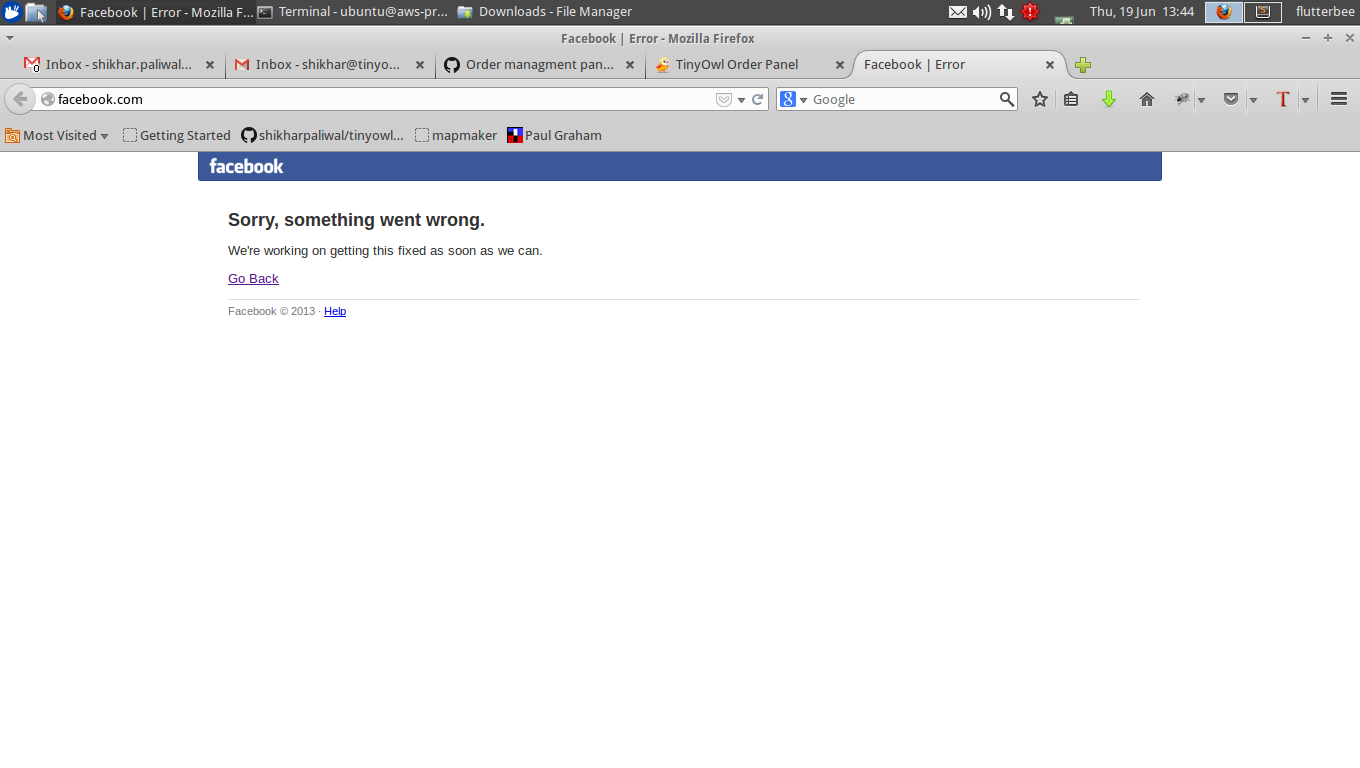 Facebook | Error - Mozilla F... Terminal - ubuntu@aws-pr... Downloads - File Manager Thu, 19 Jun 13:44 flutterbee
Facebook | Error - Mozilla Firefox
Inbox - shikhar.paliwal... Inbox - shikhar@tinyo... Order managment pan... TinyOwl Order Panel Facebook | Error
facebook.com Google
Most Visited Getting Started shikharpaliwal/tinyowl... mapmaker Paul Graham
facebook
Sorry, something went wrong.
We're working on getting this fixed as soon as we can.
Go Back
Facebook © 2013 · Help